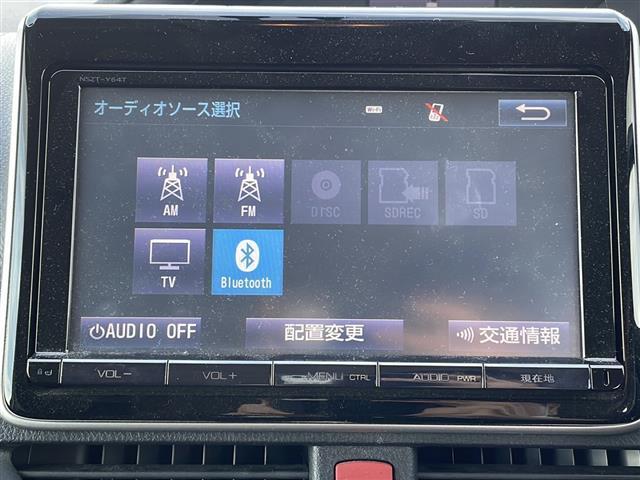 NSZT-Y64T
オーディオソース選択
Wi-Fi
AM
FM
DISC
SDREC
SD
TV
Bluetooth
AUDIO OFF
配置変更
交通情報
VOL−
VOL+
MENU CTRL
AUDIO PWR
現在地